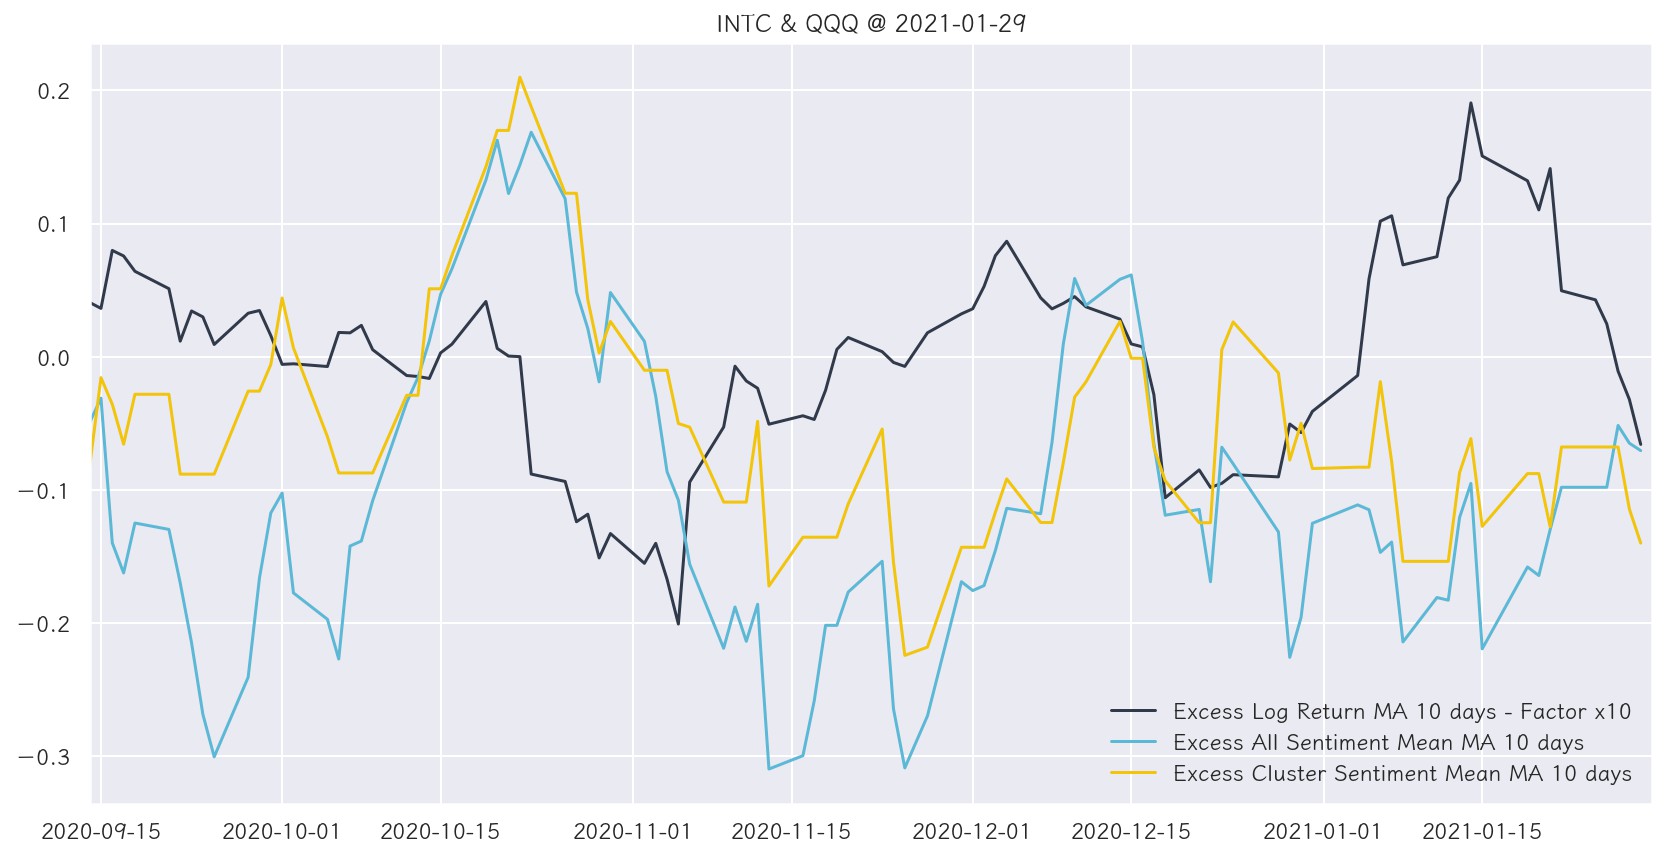 INTC & QQQ @ 2021-01-29
0.2
0.1
0.0
−0.1
−0.2
−0.3
Excess Log Return MA 10 days - Factor x10
Excess All Sentiment Mean MA 10 days
Excess Cluster Sentiment Mean MA 10 days
2020-09-15 2020-10-01 2020-10-15 2020-11-01 2020-11-15 2020-12-01 2020-12-15 2021-01-01 2021-01-15